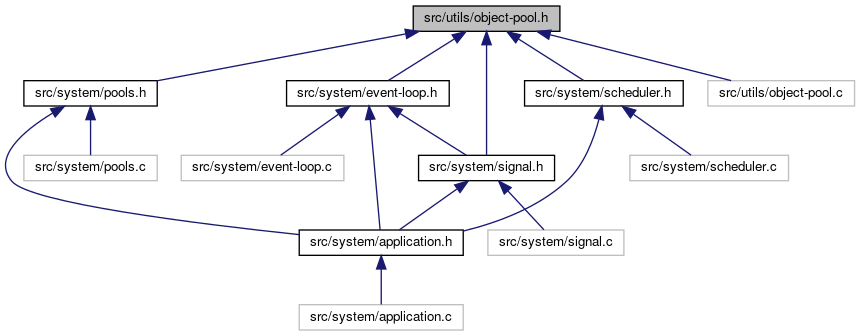 src/utils/object-pool.h
src/system/pools.h
src/system/event-loop.h
src/system/scheduler.h
src/utils/object-pool.c
src/system/pools.c
src/system/event-loop.c
src/system/signal.h
src/system/scheduler.c
src/system/application.h
src/system/signal.c
src/system/application.c